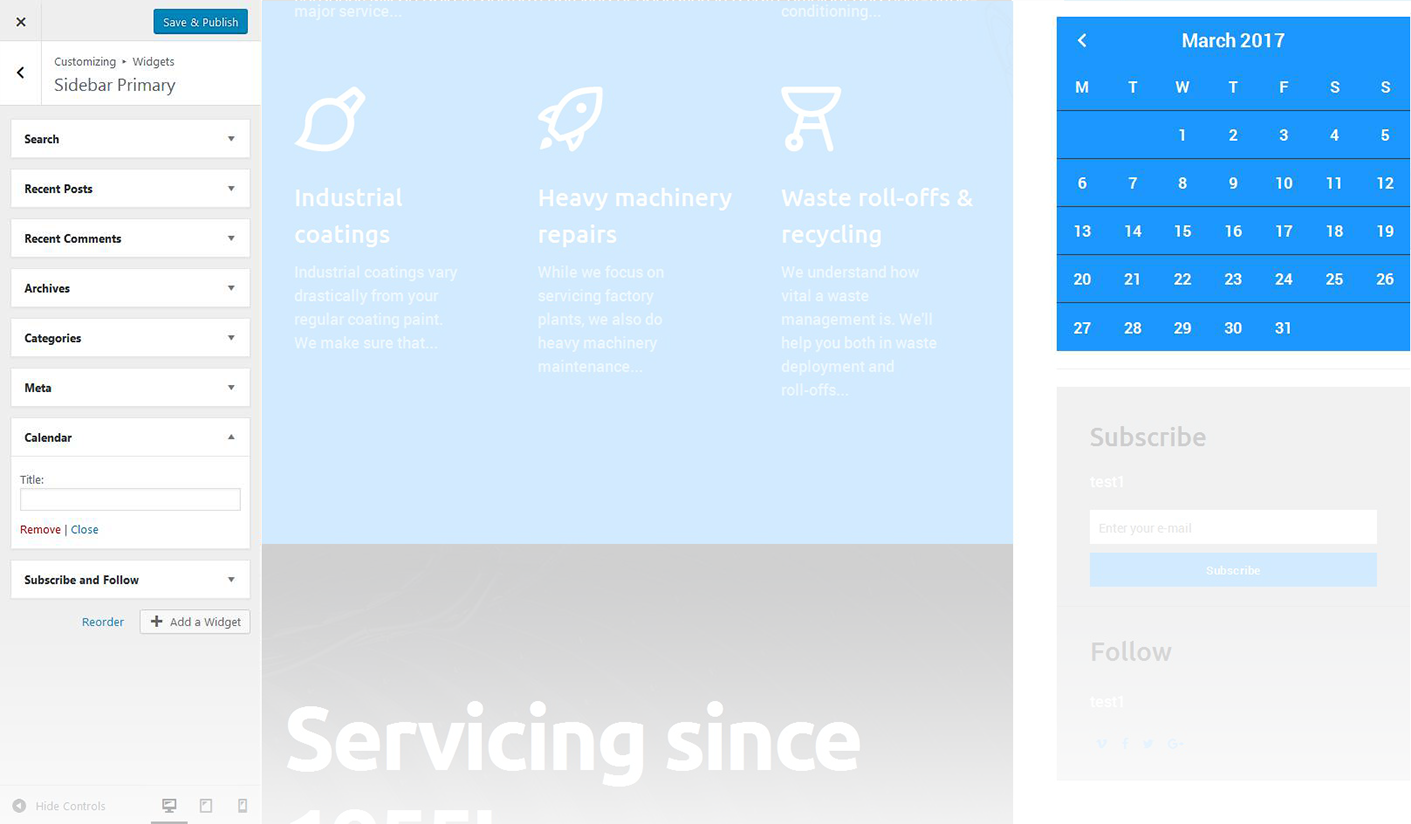 Save & Publish
Customizing ▸ Widgets
Sidebar Primary
Search
Recent Posts
Recent Comments
Archives
Categories
Meta
Calendar
Title:
Remove | Close
Subscribe and Follow
Reorder
Add a Widget
Hide Controls
major service...
conditioning...
Industrial
coatings
Industrial coatings vary
drastically from your
regular coating paint.
We make sure that...
Heavy machinery
repairs
While we focus on
servicing factory
plants, we also do
heavy machinery
maintenance...
Waste roll-offs &
recycling
We understand how
vital a waste
management is. We'll
help you both in waste
deployment and
roll-offs...
Servicing since
March 2017
M T W T F S S
1 2 3 4 5
6 7 8 9 10 11 12
13 14 15 16 17 18 19
20 21 22 23 24 25 26
27 28 29 30 31
Subscribe
test1
Enter your e-mail
Subscribe
Follow
test1